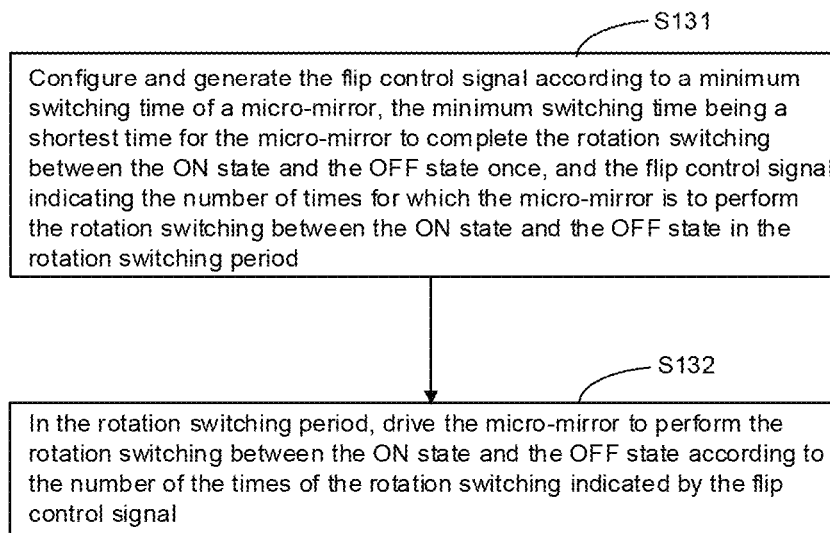 S131
Configure and generate the flip control signal according to a minimum
switching time of a micro-mirror, the minimum switching time being a
shortest time for the micro-mirror to complete the rotation switching
between the ON state and the OFF state once, and the flip control signal
indicating the number of times for which the micro-mirror is to perform
the rotation switching between the ON state and the OFF state in the
rotation switching period
S132
In the rotation switching period, drive the micro-mirror to perform the
rotation switching between the ON state and the OFF state according to
the number of the times of the rotation switching indicated by the flip
control signal